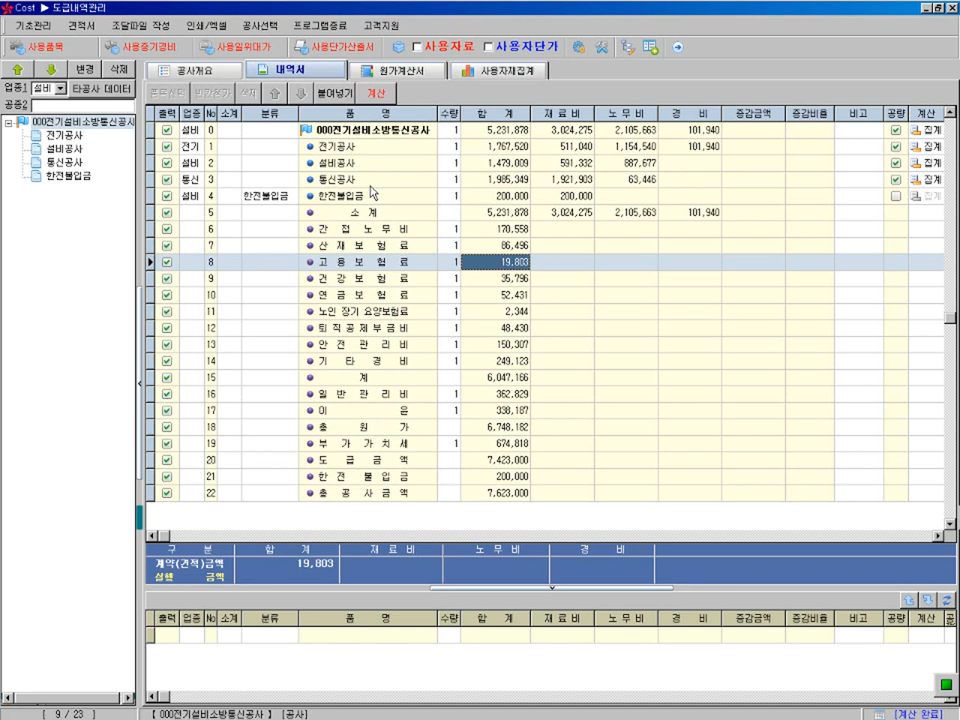 Cost ▶ 도급내역관리
기초관리 견적서 조달파일 작성 인쇄/엑셀 공사선택 프로그램종료 고객지원
사용품목 사용중기경비 사용일위대가 사용단가산출서 사용자료 사용자단가
변경 삭제
공사개요 내역서 원가계산서 사용자재집계
업종1 설비 타공사 데이터
삭제 붙여넣기 계산
공종2
000전기설비소방통신공사
전기공사
설비공사
통신공사
한전불입금
출력 업종 No 소계 분류 품 명 수량 합 계 재 료 비 노 무 비 경 비 증감금액 증감비율 비고 공량 계산
설비 0 000전기설비소방통신공사 1 5,231,878 3,024,275 2,105,663 101,940 집계
전기 1 전기공사 1 1,767,520 511,040 1,154,540 101,940 집계
설비 2 설비공사 1 1,479,009 591,332 887,677 집계
통신 3 통신공사 1 1,985,349 1,921,903 63,446 집계
설비 4 한전불입금 한전불입금 1 200,000 200,000 집계
5 소 계 5,231,878 3,024,275 2,105,663 101,940
6 간 접 노 무 비 1 170,558
7 산 재 보 험 료 1 86,496
8 고 용 보 험 료 1 19,803
9 건 강 보 험 료 1 35,796
10 연 금 보 험 료 1 52,431
11 노인 장기 요양보험료 1 2,344
12 퇴 직 공 제 부 금 비 1 48,430
13 안 전 관 리 비 1 150,307
14 기 타 경 비 1 249,123
15 계 6,047,166
16 일 반 관 리 비 1 362,829
17 이 윤 1 338,187
18 총 원 가 6,748,182
19 부 가 가 치 세 1 674,818
20 도 급 금 액 7,423,000
21 한 전 불 입 금 200,000
22 총 공 사 금 액 7,623,000
구 분 합 계 재 료 비 노 무 비 경 비
계약(견적)금액 19,803
실행 금액
출력 업종 No 소계 분류 품 명 수량 합 계 재 료 비 노 무 비 경 비 증감금액 증감비율 비고 공량 계산
[ 9 / 23 ] 【 000전기설비소방통신공사 】 [공사] [계산 완료]